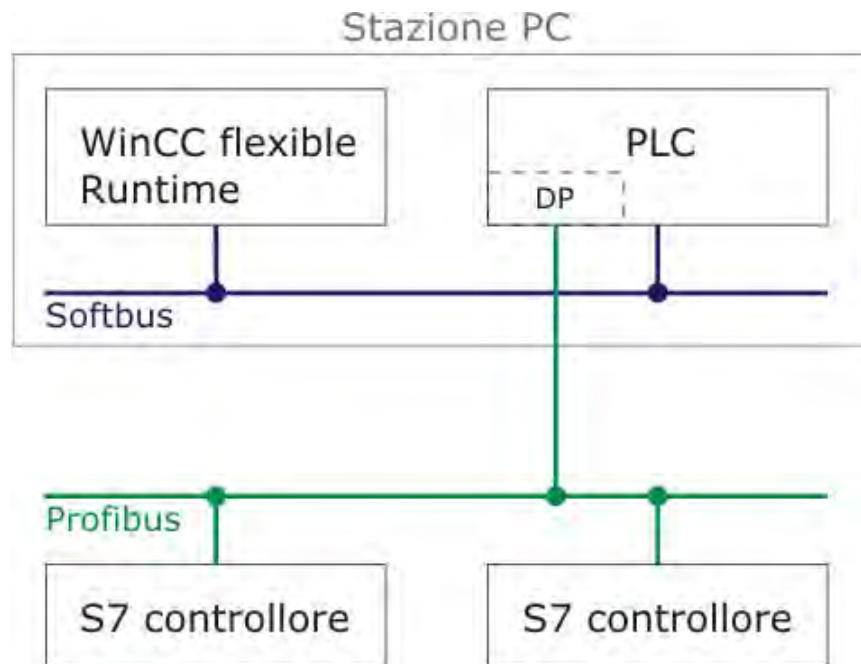 Stazione PC
WinCC flexible
Runtime
PLC
DP
Softbus
Profibus
S7 controllore
S7 controllore